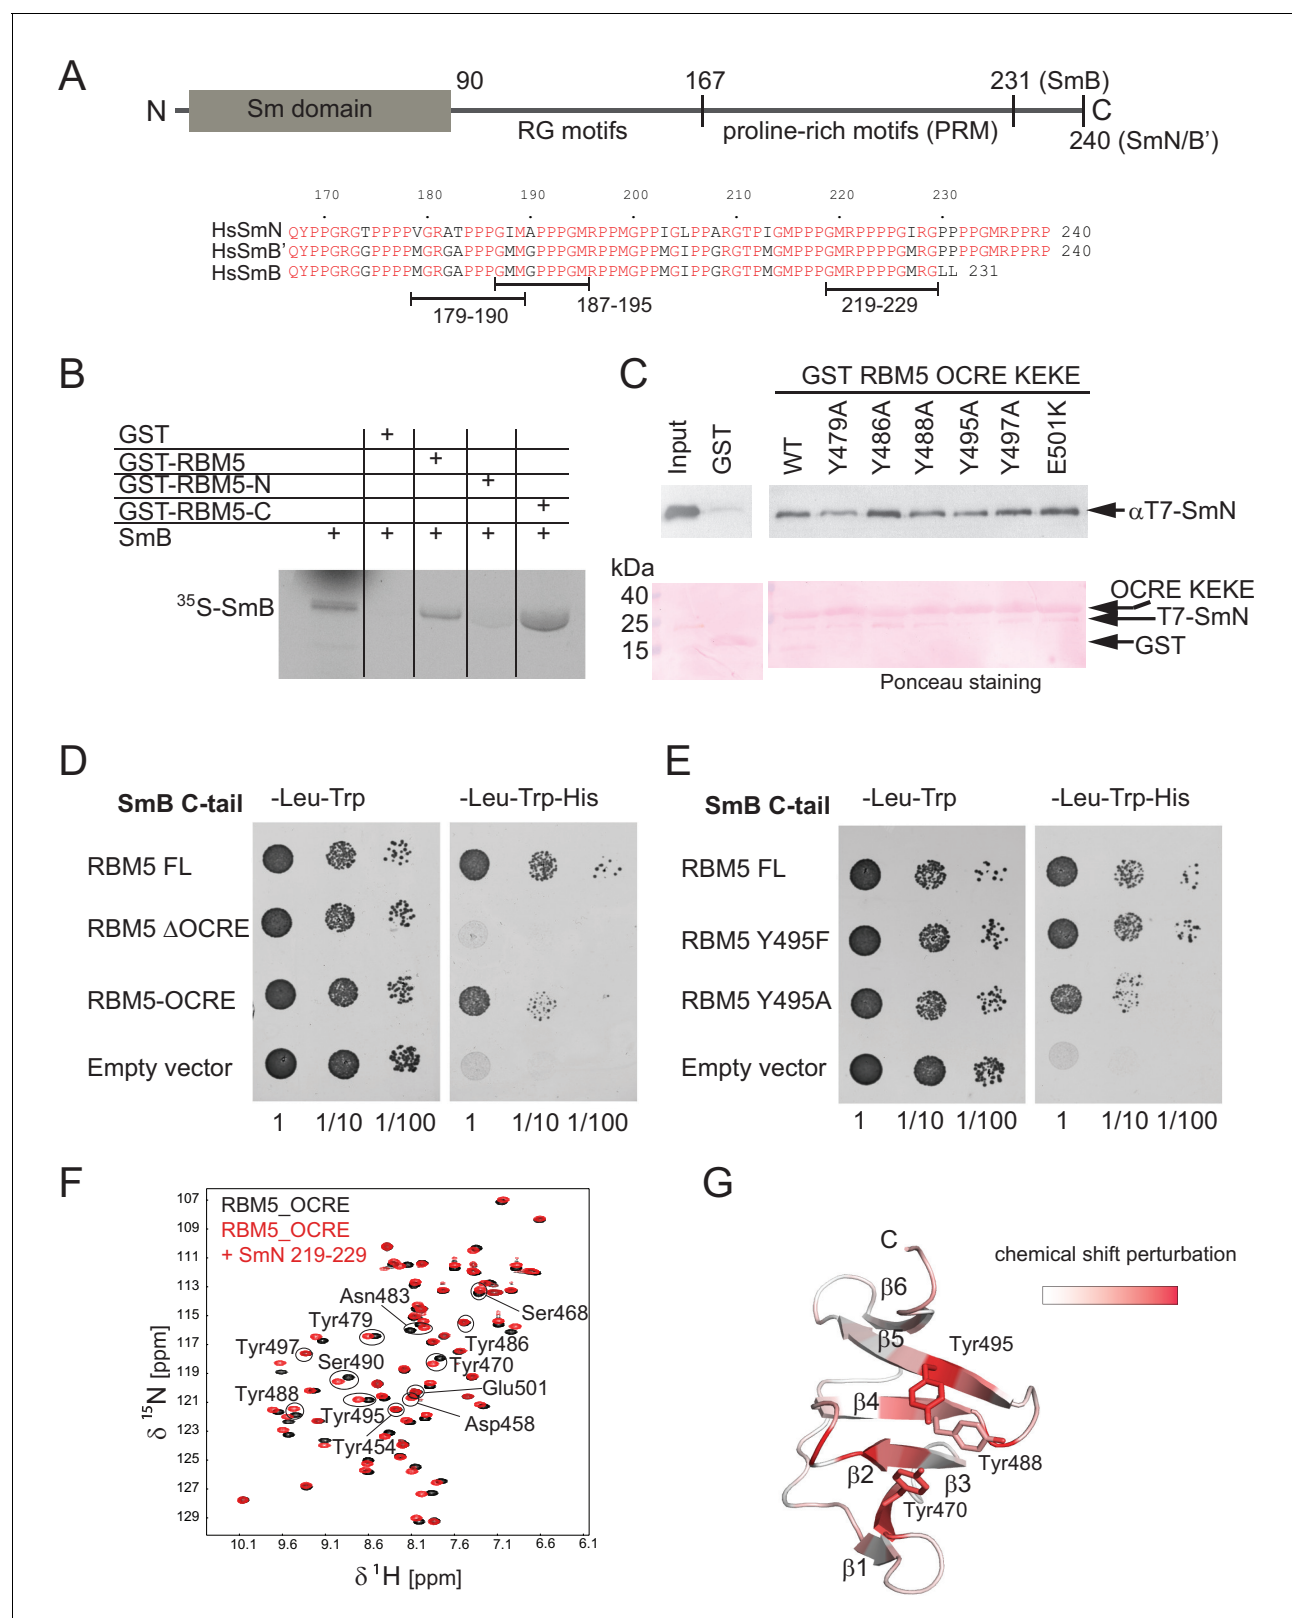 A
90
167
231 (SmB)
N
Sm domain
C
RG motifs
proline-rich motifs (PRM)
240 (SmN/B')
170 180 190 200 210 220 230
HsSmN QYPPGRGTPPPPVGRATPPPGIMAPPPGMRPPMGPPIGLPPARGTPIGMPPPGMRPPPPGIRGPPPPGMRPPRP 240
HsSmB' QYPPGRGGPPPPMGRGAPPPGMMGPPPGMRPPMGPPMGIPPGRGTPMGMPPPGMRPPPPGMRGPPPPGMRPPRP 240
HsSmB QYPPGRGGPPPPMGRGAPPPGMMGPPPGMRPPMGPPMGIPPGRGTPMGMPPPGMRPPPPGMRGLL 231
179-190
187-195
219-229
B
GST +
GST-RBM5 +
GST-RBM5-N +
GST-RBM5-C +
SmB + + + + +
35S-SmB
C
GST RBM5 OCRE KEKE
Input GST WT Y479A Y486A Y488A Y495A Y497A E501K
αT7-SmN
kDa
40
25
15
OCRE KEKE
T7-SmN
GST
Ponceau staining
D
SmB C-tail
-Leu-Trp
-Leu-Trp-His
RBM5 FL
RBM5 ΔOCRE
RBM5-OCRE
Empty vector
1 1/10 1/100 1 1/10 1/100
E
SmB C-tail
-Leu-Trp
-Leu-Trp-His
RBM5 FL
RBM5 Y495F
RBM5 Y495A
Empty vector
1 1/10 1/100 1 1/10 1/100
F
RBM5_OCRE
RBM5_OCRE
+ SmN 219-229
107
109
111
113
115
117
119
121
123
125
127
129
δ 15N [ppm]
Asn483
Ser468
Tyr479
Tyr497
Tyr486
Ser490
Tyr470
Glu501
Tyr488
Tyr495
Asp458
Tyr454
10.1 9.6 9.1 8.6 8.1 7.6 7.1 6.6 6.1
δ 1H [ppm]
G
C
chemical shift perturbation
β6
β5
Tyr495
β4
Tyr488
β2
β3
Tyr470
β1